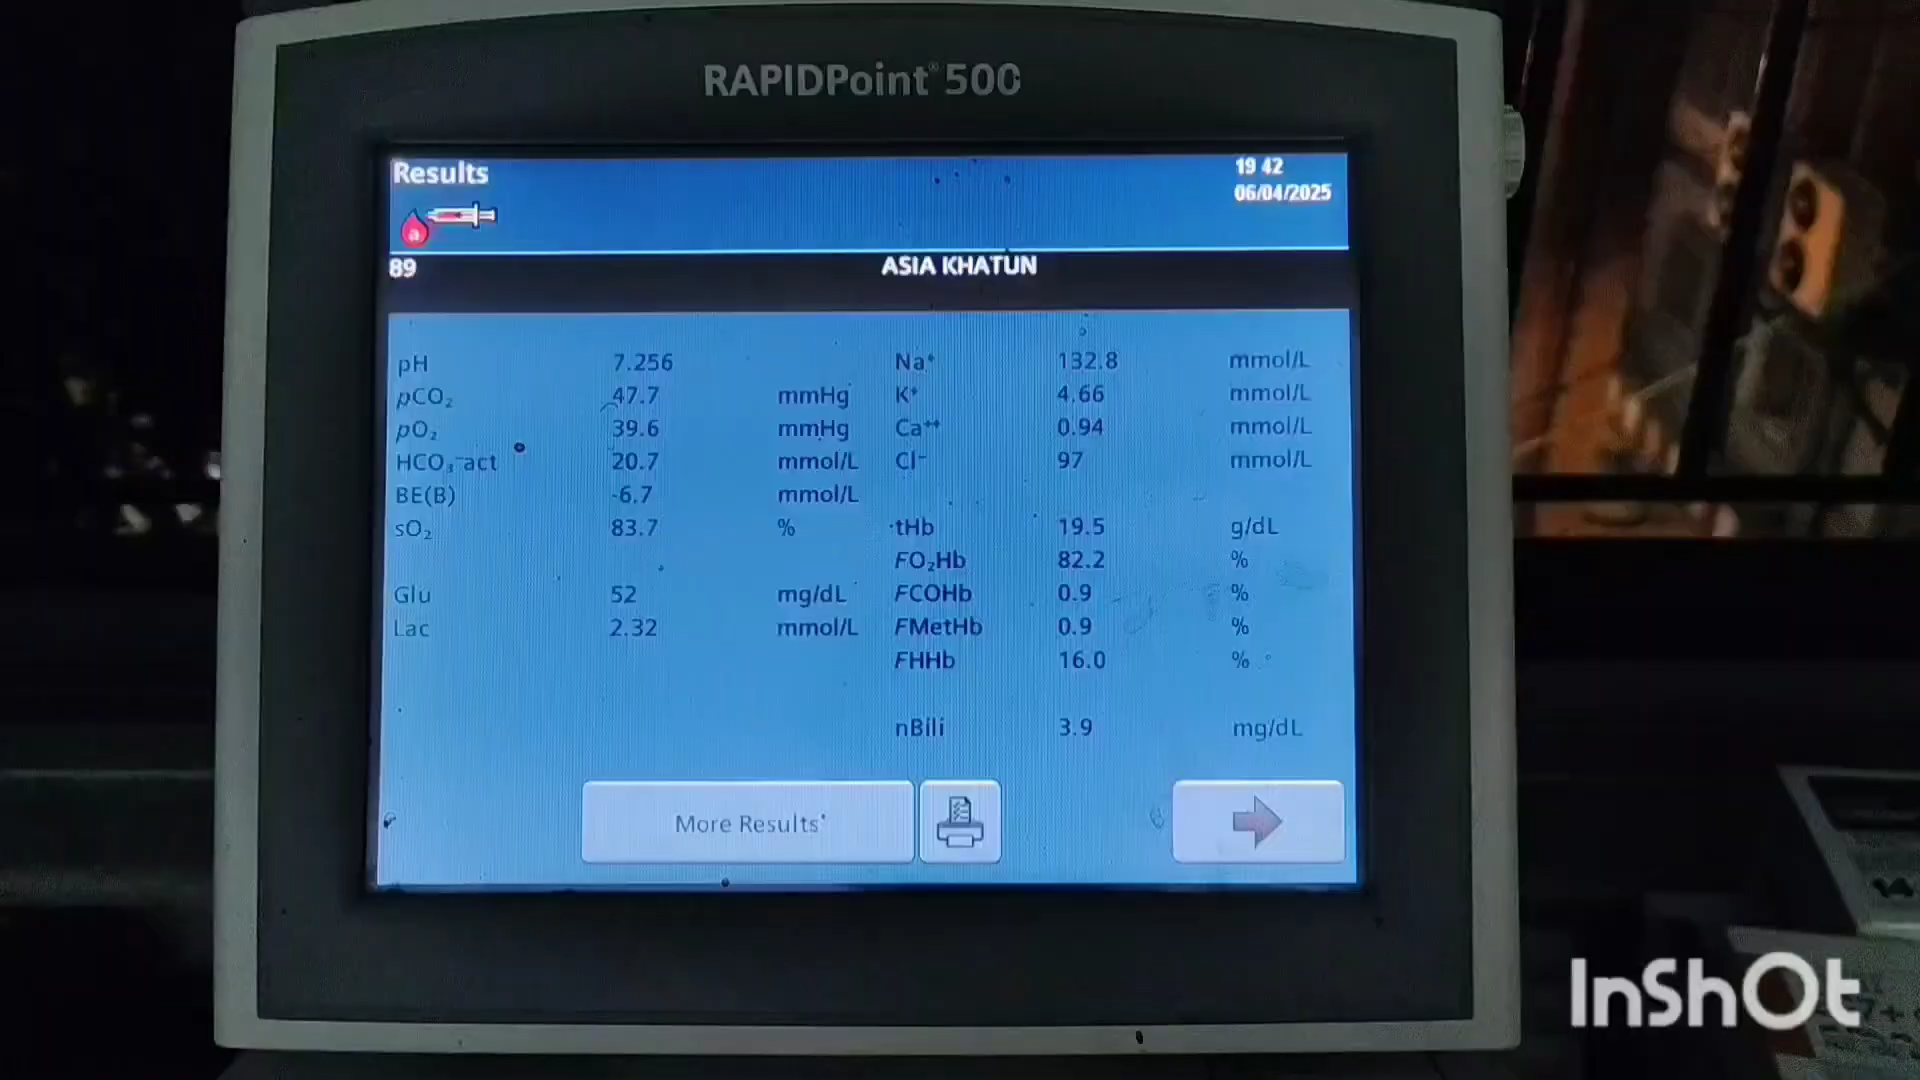 RAPIDPoint® 500
Results
19 42
06/04/2025
a
89 ASIA KHATUN
pH 7.256 Na⁺ 132.8 mmol/L
pCO₂ 47.7 mmHg K⁺ 4.66 mmol/L
pO₂ 39.6 mmHg Ca⁺⁺ 0.94 mmol/L
HCO₃⁻act 20.7 mmol/L Cl⁻ 97 mmol/L
BE(B) -6.7 mmol/L
sO₂ 83.7 % tHb 19.5 g/dL
FO₂Hb 82.2 %
Glu 52 mg/dL FCOHb 0.9 %
Lac 2.32 mmol/L FMetHb 0.9 %
FHHb 16.0 %
nBili 3.9 mg/dL
More Results
InShOt